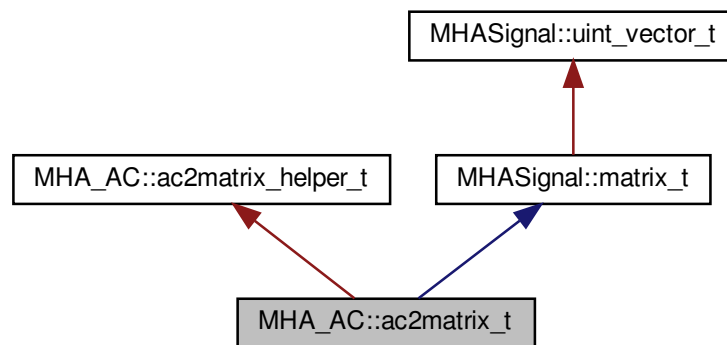 MHASignal::uint_vector_t
MHA_AC::ac2matrix_helper_t
MHASignal::matrix_t
MHA_AC::ac2matrix_t